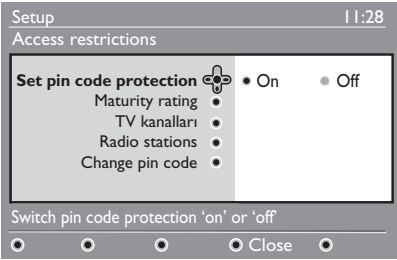 Setup 11:28
Access restrictions
Set pin code protection On Off
Maturity rating
TV kanalları
Radio stations
Change pin code
Switch pin code protection 'on' or 'off'
Close